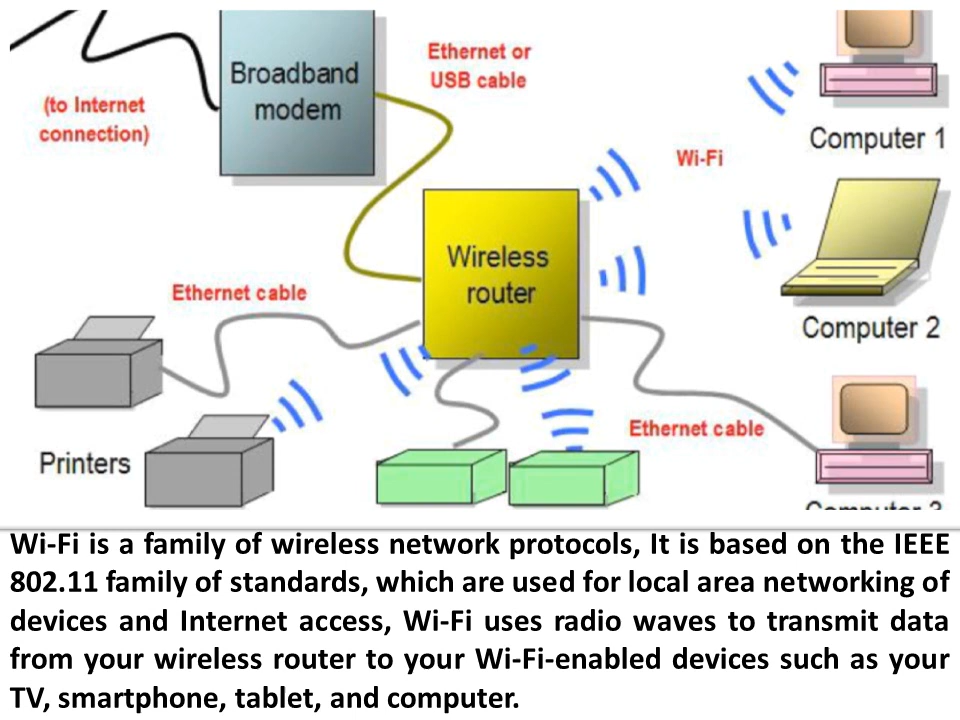 Ethernet or
USB cable
Broadband
modem
(to Internet
connection)
Computer 1
Wi-Fi
Wireless
router
Ethernet cable
Computer 2
Ethernet cable
Printers
Computer 3
Wi-Fi is a family of wireless network protocols, It is based on the IEEE
802.11 family of standards, which are used for local area networking of
devices and Internet access, Wi-Fi uses radio waves to transmit data
from your wireless router to your Wi-Fi-enabled devices such as your
TV, smartphone, tablet, and computer.